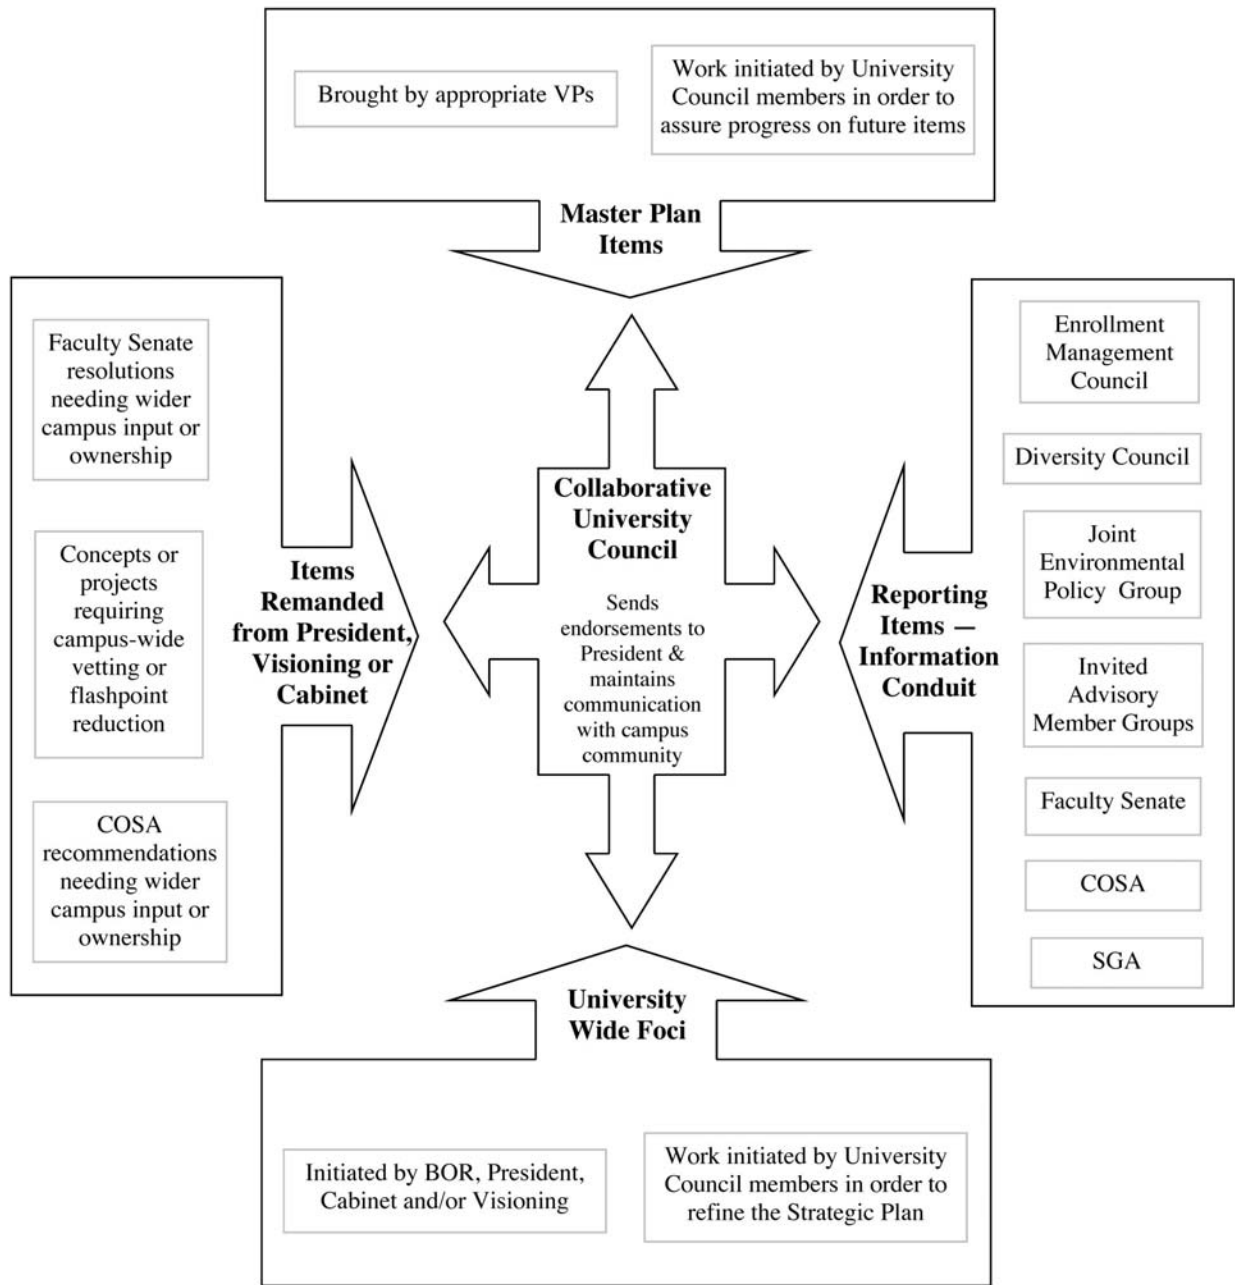 Brought by appropriate VPs
Work initiated by University
Council members in order to
assure progress on future items
Master Plan
Items
Faculty Senate
resolutions
needing wider
campus input or
ownership
Concepts or
projects
requiring
campus-wide
vetting or
flashpoint
reduction
COSA
recommendations
needing wider
campus input or
ownership
Items
Remanded
from President,
Visioning or
Cabinet
Collaborative
University
Council
Sends
endorsements to
President &
maintains
communication
with campus
community
Reporting
Items —
Information
Conduit
Enrollment
Management
Council
Diversity Council
Joint
Environmental
Policy Group
Invited
Advisory
Member Groups
Faculty Senate
COSA
SGA
University
Wide Foci
Initiated by BOR, President,
Cabinet and/or Visioning
Work initiated by University
Council members in order to
refine the Strategic Plan